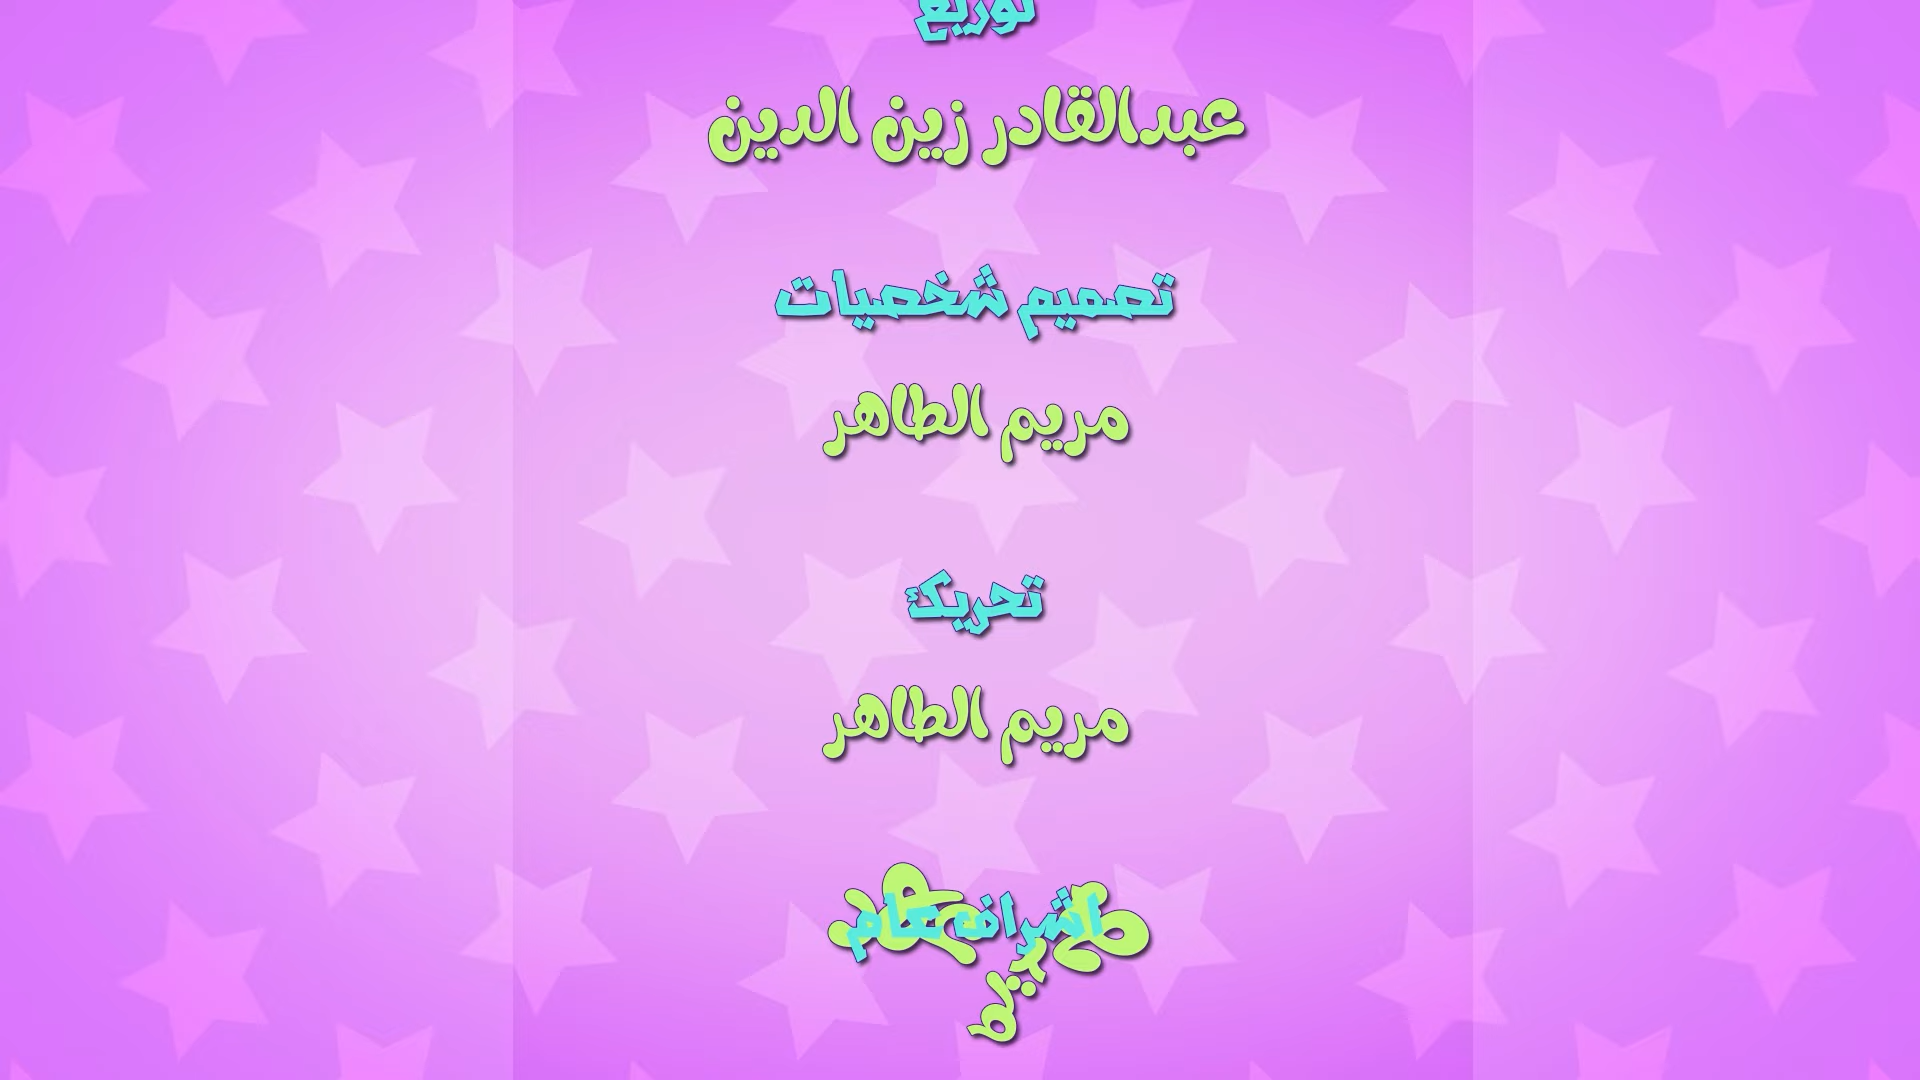 توزيع
عبدالقادر زين الدين
تصميم شخصيات
مريم الطاهر
تحريك
مريم الطاهر
اشراف عام